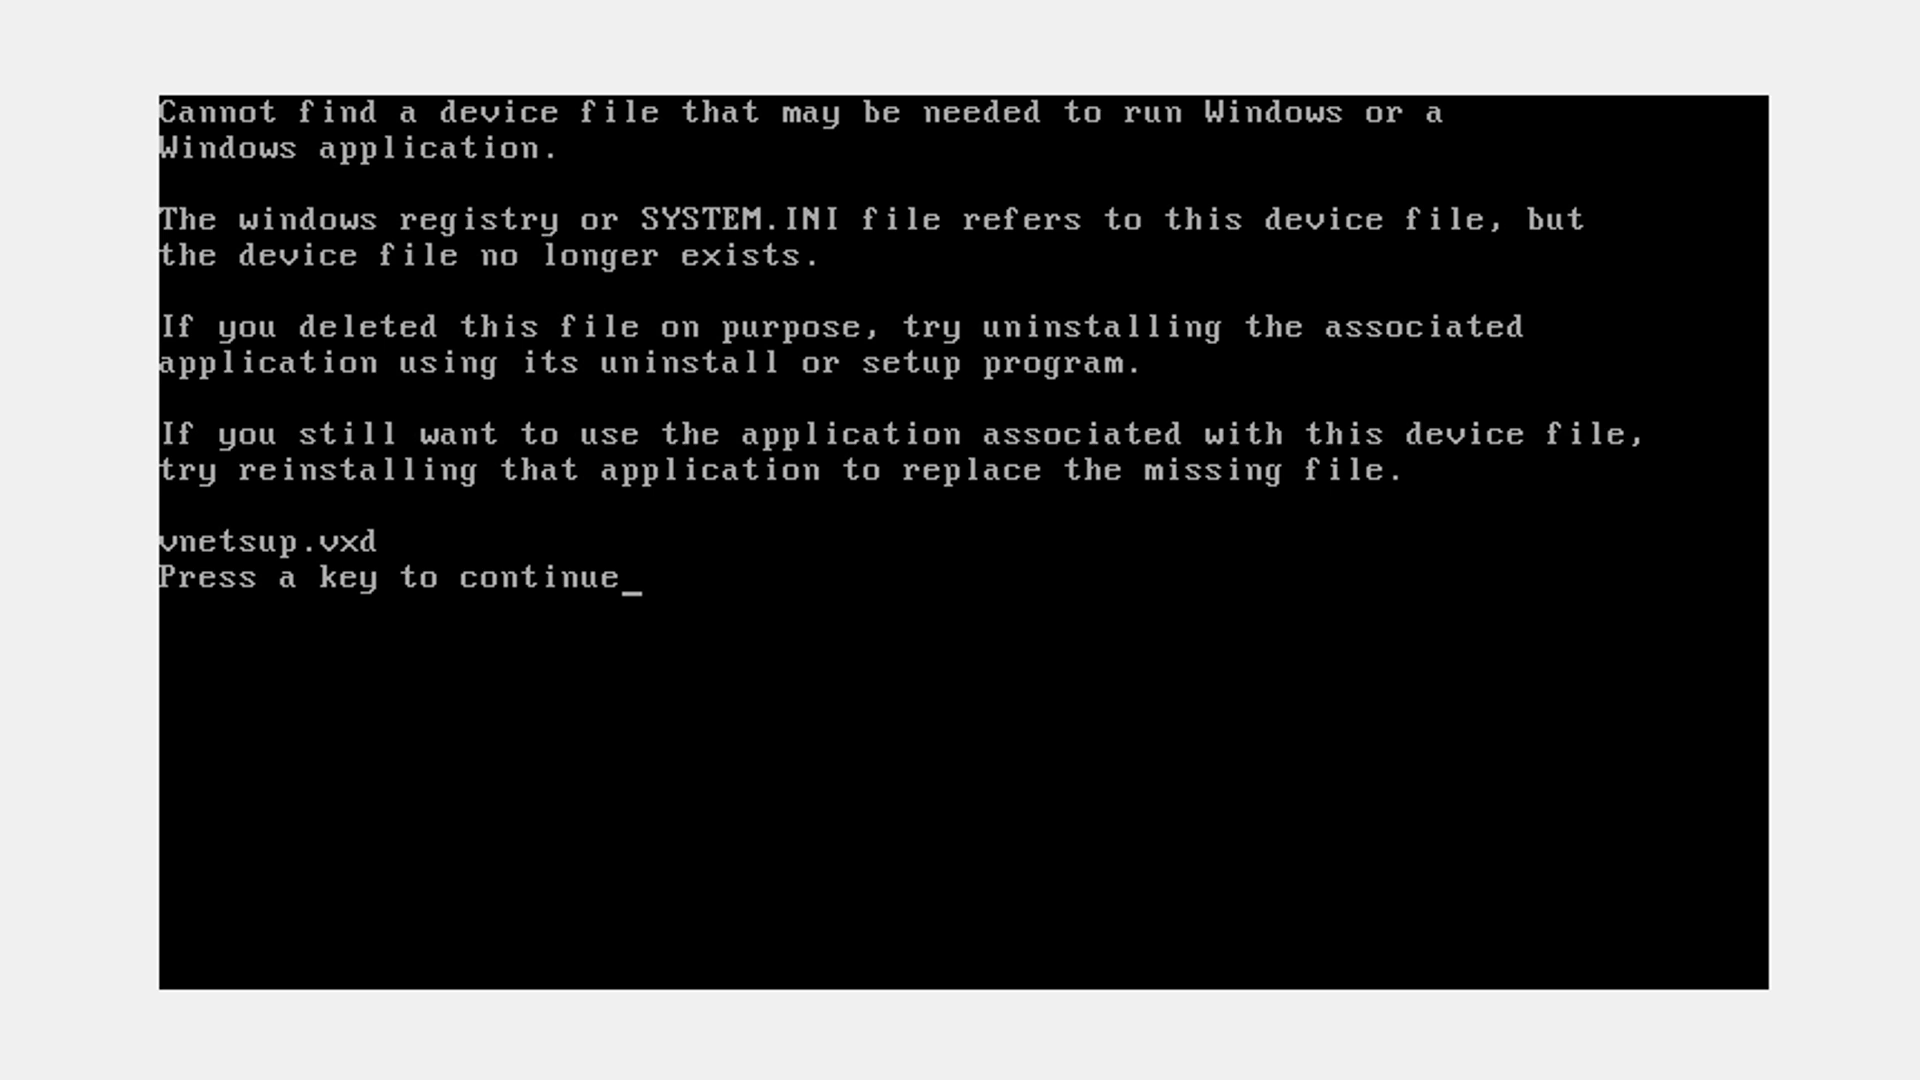 Cannot find a device file that may be needed to run Windows or a
Windows application.
The windows registry or SYSTEM.INI file refers to this device file, but
the device file no longer exists.
If you deleted this file on purpose, try uninstalling the associated
application using its uninstall or setup program.
If you still want to use the application associated with this device file,
try reinstalling that application to replace the missing file.
vnetsup.vxd
Press a key to continue_